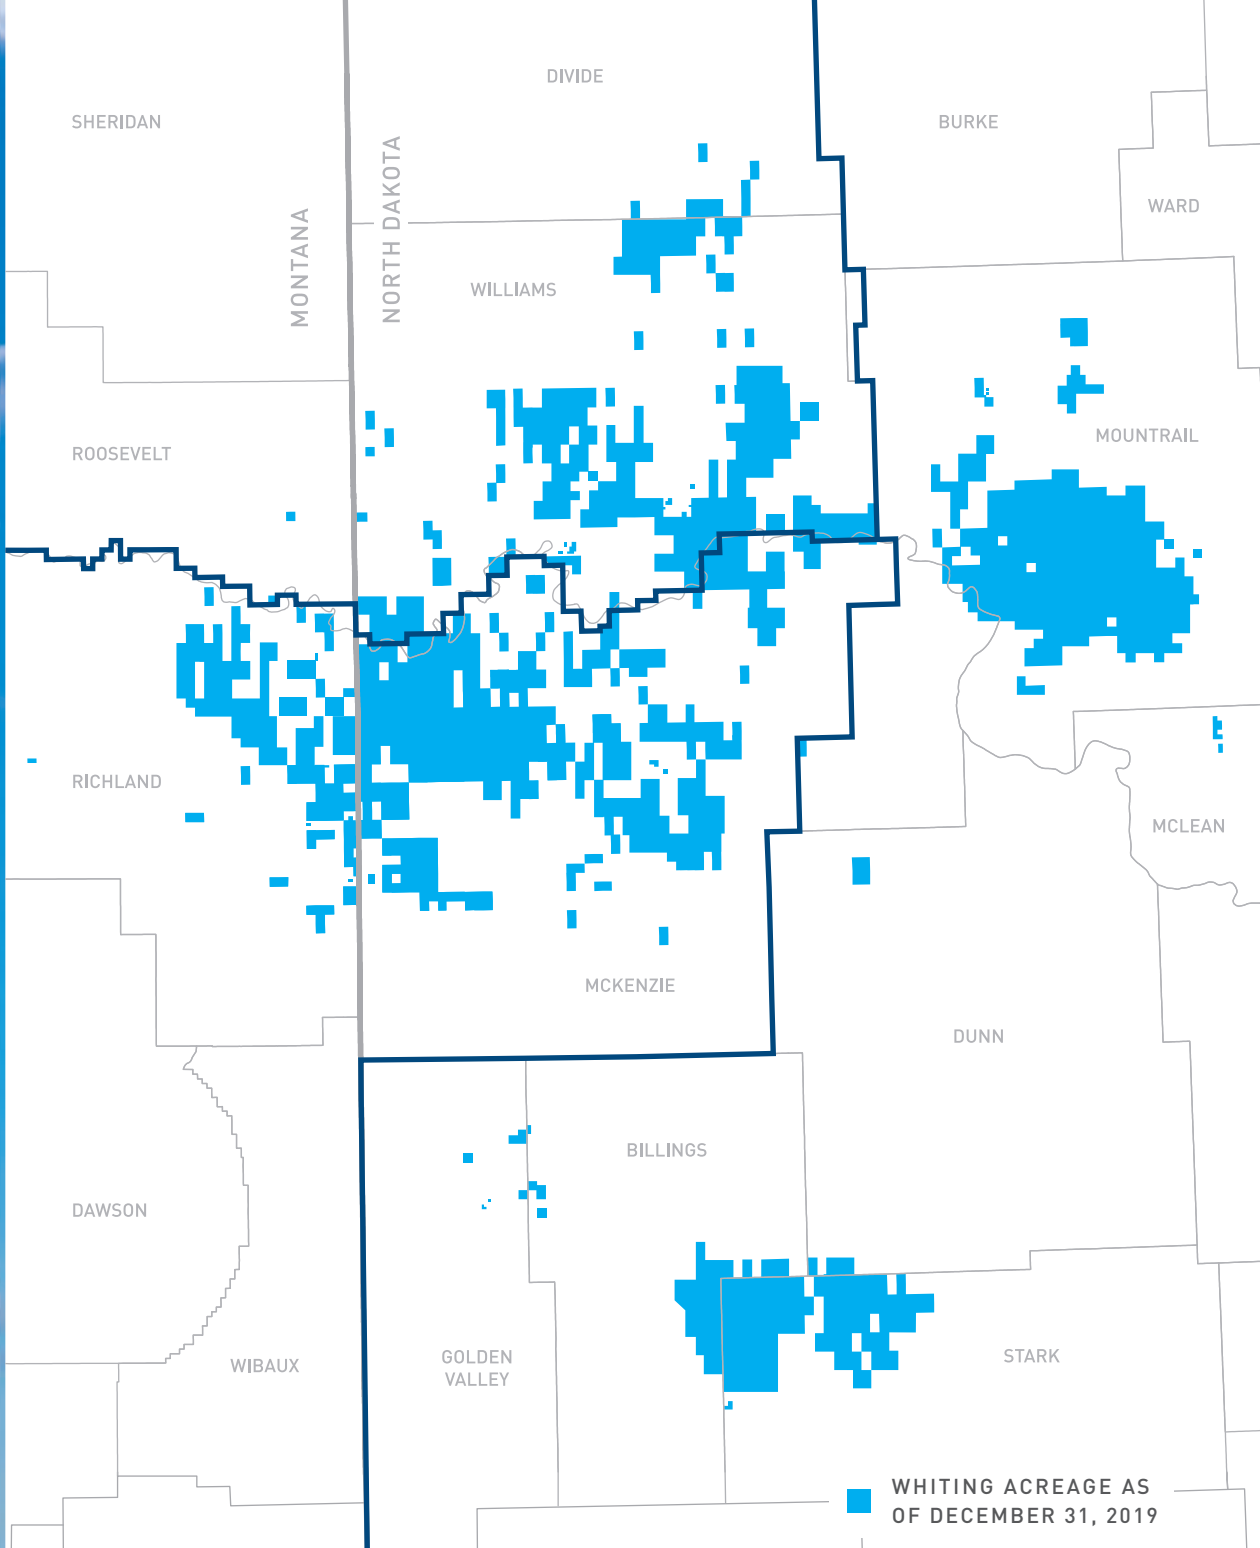 DIVIDE
SHERIDAN
BURKE
WARD
MONTANA
NORTH DAKOTA
WILLIAMS
ROOSEVELT
MOUNTRAIL
RICHLAND
MCLEAN
MCKENZIE
DUNN
BILLINGS
DAWSON
WIBAUX
GOLDEN
VALLEY
STARK
WHITING ACREAGE AS
OF DECEMBER 31, 2019